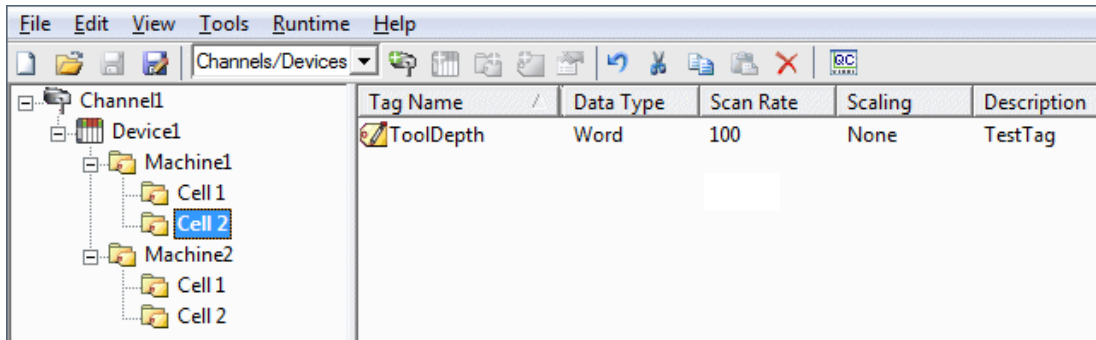 File Edit View Tools Runtime Help
Channels/Devices QC
Channel1
Device1
Machine1
Cell 1
Cell 2
Machine2
Cell 1
Cell 2
Tag Name Data Type Scan Rate Scaling Description
ToolDepth Word 100 None TestTag